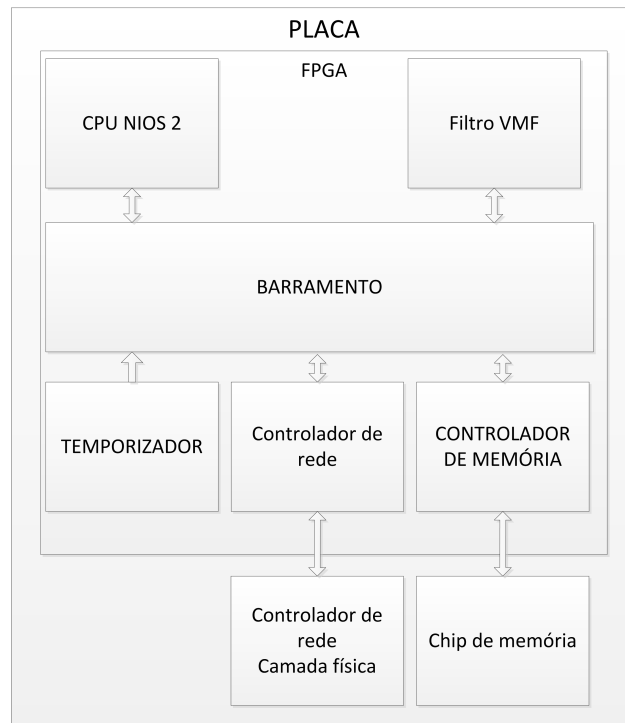 PLACA
FPGA
CPU NIOS 2
Filtro VMF
BARRAMENTO
TEMPORIZADOR
Controlador de
rede
CONTROLADOR
DE MEMÓRIA
Controlador de
rede
Camada física
Chip de memória